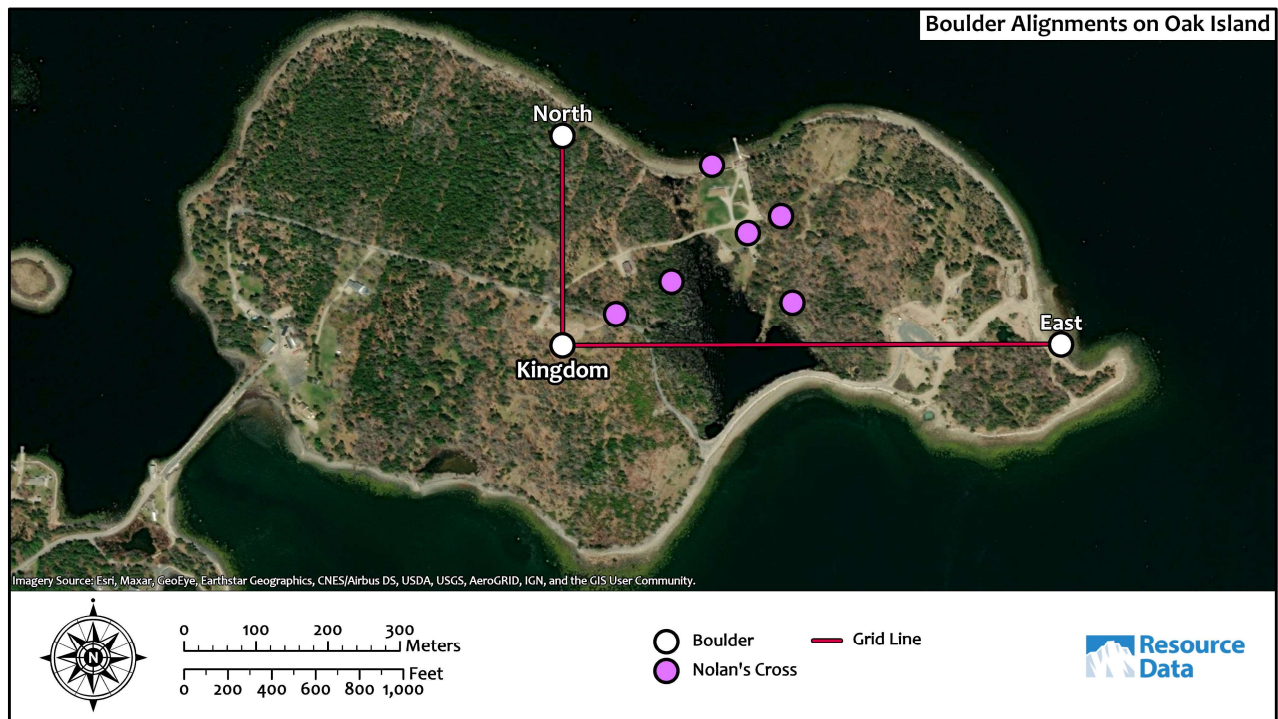 Boulder Alignments on Oak Island
North
East
Kingdom
Imagery Source: Esri, Maxar, GeoEye, Earthstar Geographics, CNES/Airbus DS, USDA, USGS, AeroGRID, IGN, and the GIS User Community.
N
0 100 200 300
Meters
Feet
0 200 400 600 800 1,000
Boulder
Grid Line
Nolan's Cross
Resource
Data